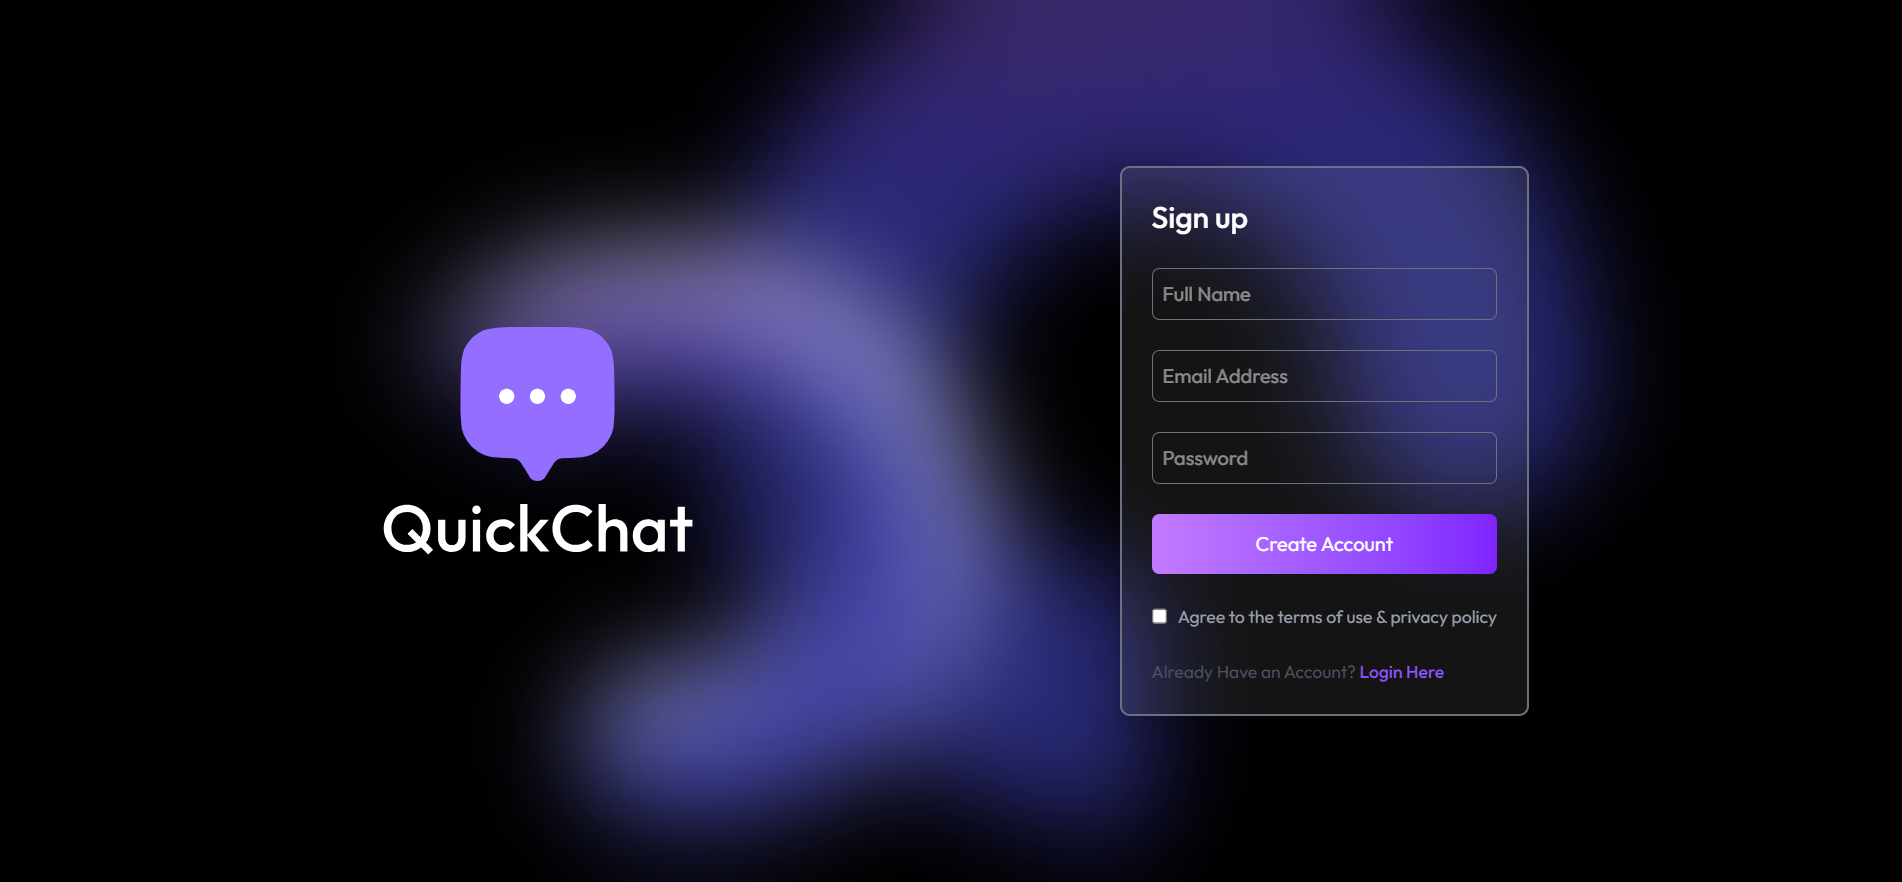 QuickChat
Sign up
Full Name
Email Address
Password
Create Account
Agree to the terms of use & privacy policy
Already Have an Account? Login Here